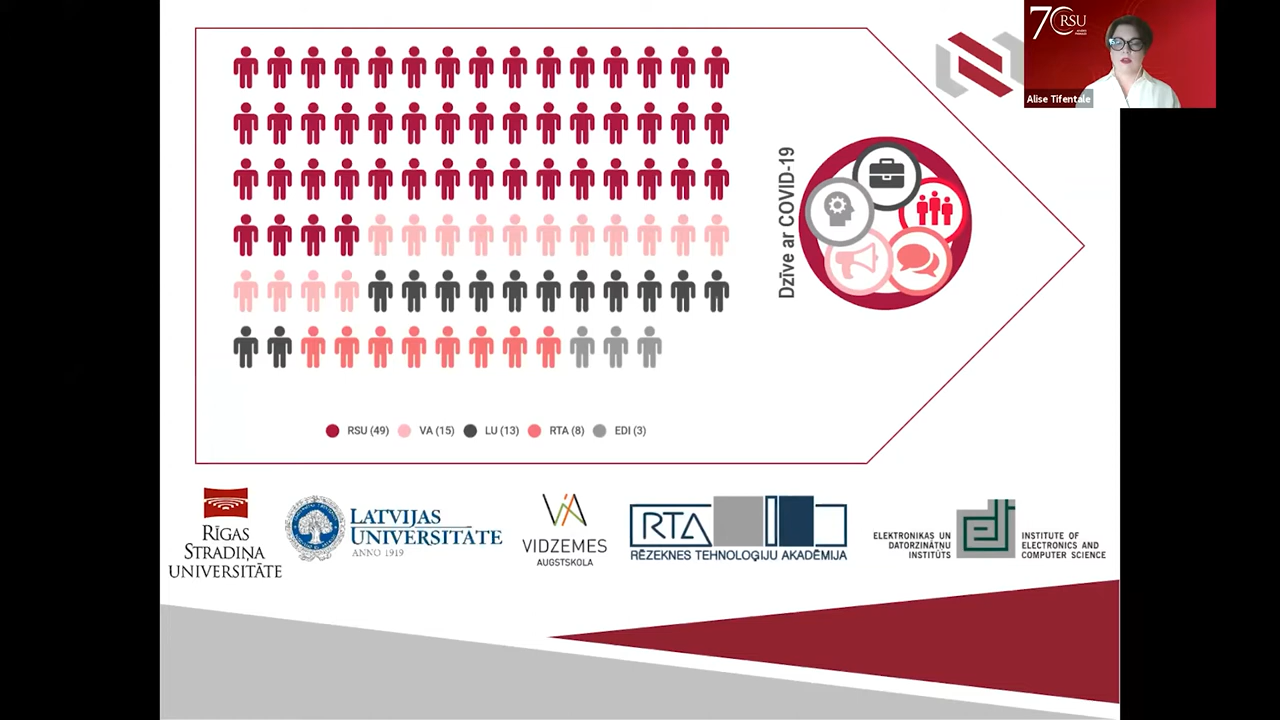 70 RSU
Alise Tifentale
Dzīve ar COVID-19
RSU (49) VA (15) LU (13) RTA (8) EDI (3)
RĪGAS
STRADIŅA
UNIVERSITĀTE
LATVIJAS
UNIVERSITĀTE
ANNO 1919
VIA
VIDZEMES
AUGSTSKOLA
RTA
RĒZEKNES TEHNOLOĢIJU AKADĒMIJA
ELEKTRONIKAS UN
DATORZINĀTŅU
INSTITŪTS
edi
INSTITUTE OF
ELECTRONICS AND
COMPUTER SCIENCE